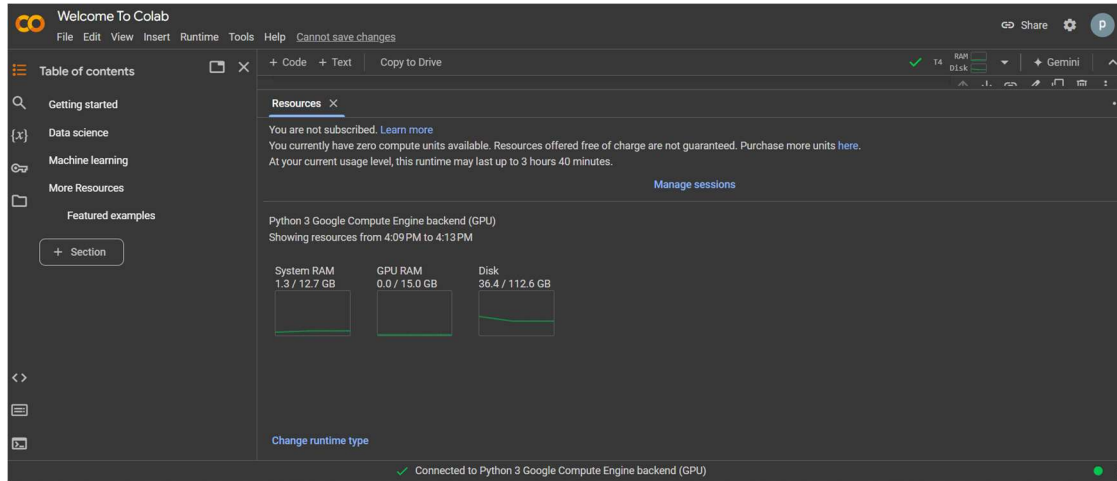 Welcome To Colab
File Edit View Insert Runtime Tools Help Cannot save changes
Share
P
Table of contents
+ Code + Text Copy to Drive
T4 RAM Disk
Gemini
Getting started
Data science
{x}
Machine learning
More Resources
Featured examples
+ Section
Resources
You are not subscribed. Learn more
You currently have zero compute units available. Resources offered free of charge are not guaranteed. Purchase more units here.
At your current usage level, this runtime may last up to 3 hours 40 minutes.
Manage sessions
Python 3 Google Compute Engine backend (GPU)
Showing resources from 4:09 PM to 4:13 PM
System RAM GPU RAM Disk
1.3 / 12.7 GB 0.0 / 15.0 GB 36.4 / 112.6 GB
Change runtime type
Connected to Python 3 Google Compute Engine backend (GPU)